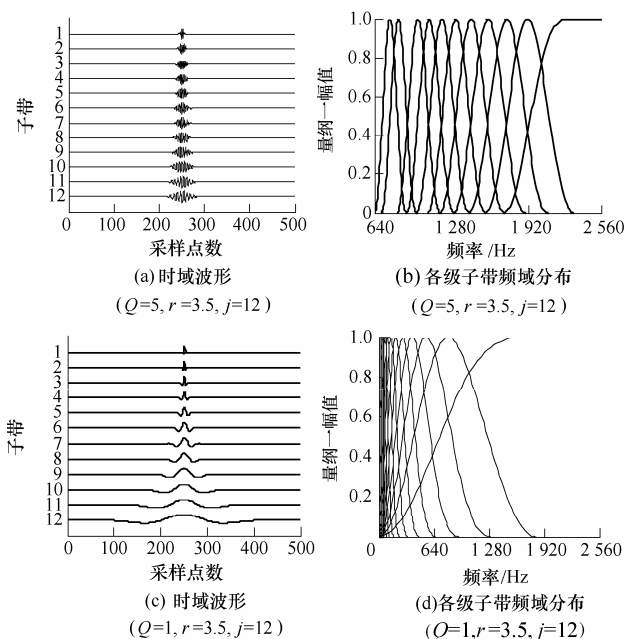 子带
1
2
3
4
5
6
7
8
9
10
11
12
0 100 200 300 400 500
采样点数
(a) 时域波形
(Q=5, r=3.5, j=12)
量纲一幅值
1.0
0.8
0.6
0.4
0.2
0
640 1 280 1 920 2 560
频率/Hz
(b) 各级子带频域分布
(Q=5, r=3.5, j=12)
子带
1
2
3
4
5
6
7
8
9
10
11
12
0 100 200 300 400 500
采样点数
(c) 时域波形
(Q=1, r=3.5, j=12)
量纲一幅值
1.0
0.8
0.6
0.4
0.2
0 640 1 280 1 920 2 560
频率/Hz
(d)各级子带频域分布
(O=1,r=3.5, j=12)